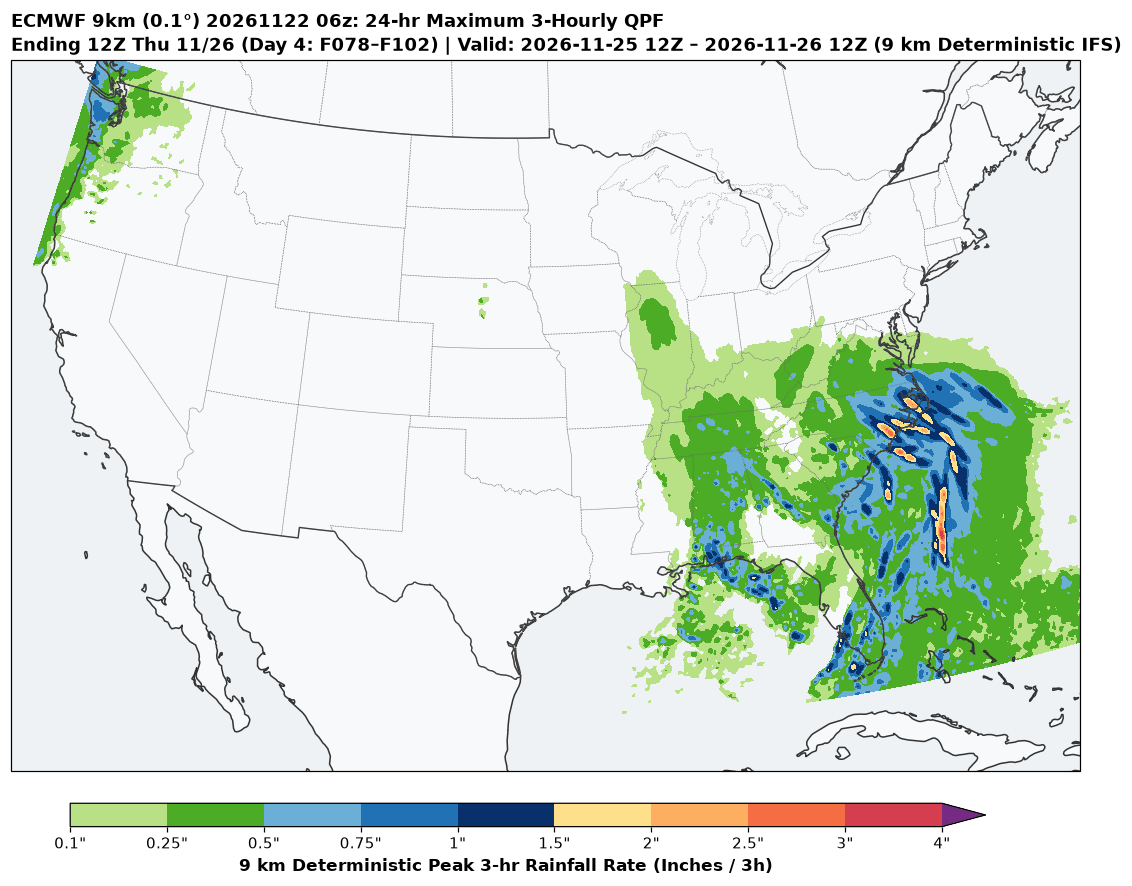 ECMWF 9km (0.1°) 20261122 06z: 24-hr Maximum 3-Hourly QPF
Ending 12Z Thu 11/26 (Day 4: F078–F102) | Valid: 2026-11-25 12Z – 2026-11-26 12Z (9 km Deterministic IFS)
0.1" 0.25" 0.5" 0.75" 1" 1.5" 2" 2.5" 3" 4"
9 km Deterministic Peak 3-hr Rainfall Rate (Inches / 3h)